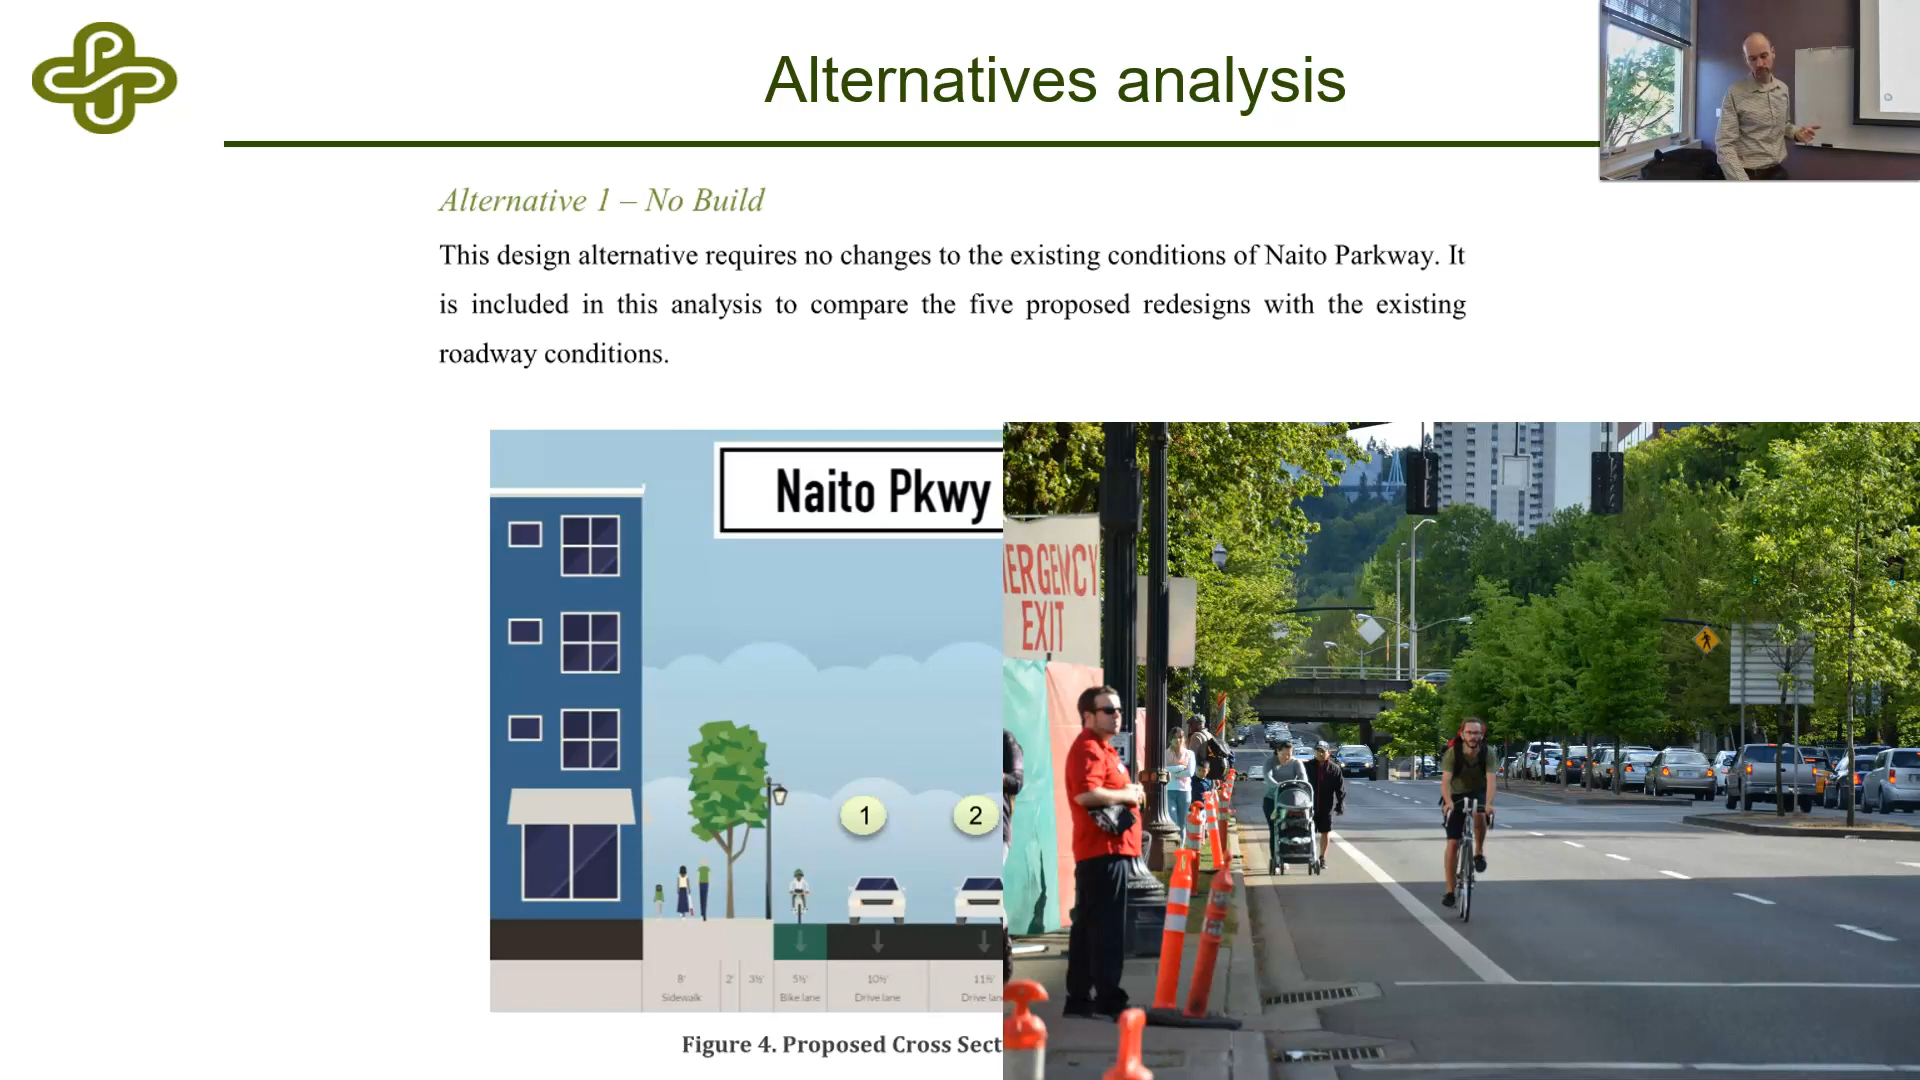 PSU
Alternatives analysis
Alternative 1 – No Build
This design alternative requires no changes to the existing conditions of Naito Parkway. It
is included in this analysis to compare the five proposed redesigns with the existing
roadway conditions.
Naito Pkwy
1
2
8' 2' 3½' 5½' 10½' 11½'
Sidewalk Bike lane Drive lane Drive lan
Figure 4. Proposed Cross Sect
ERGENCY
EXIT